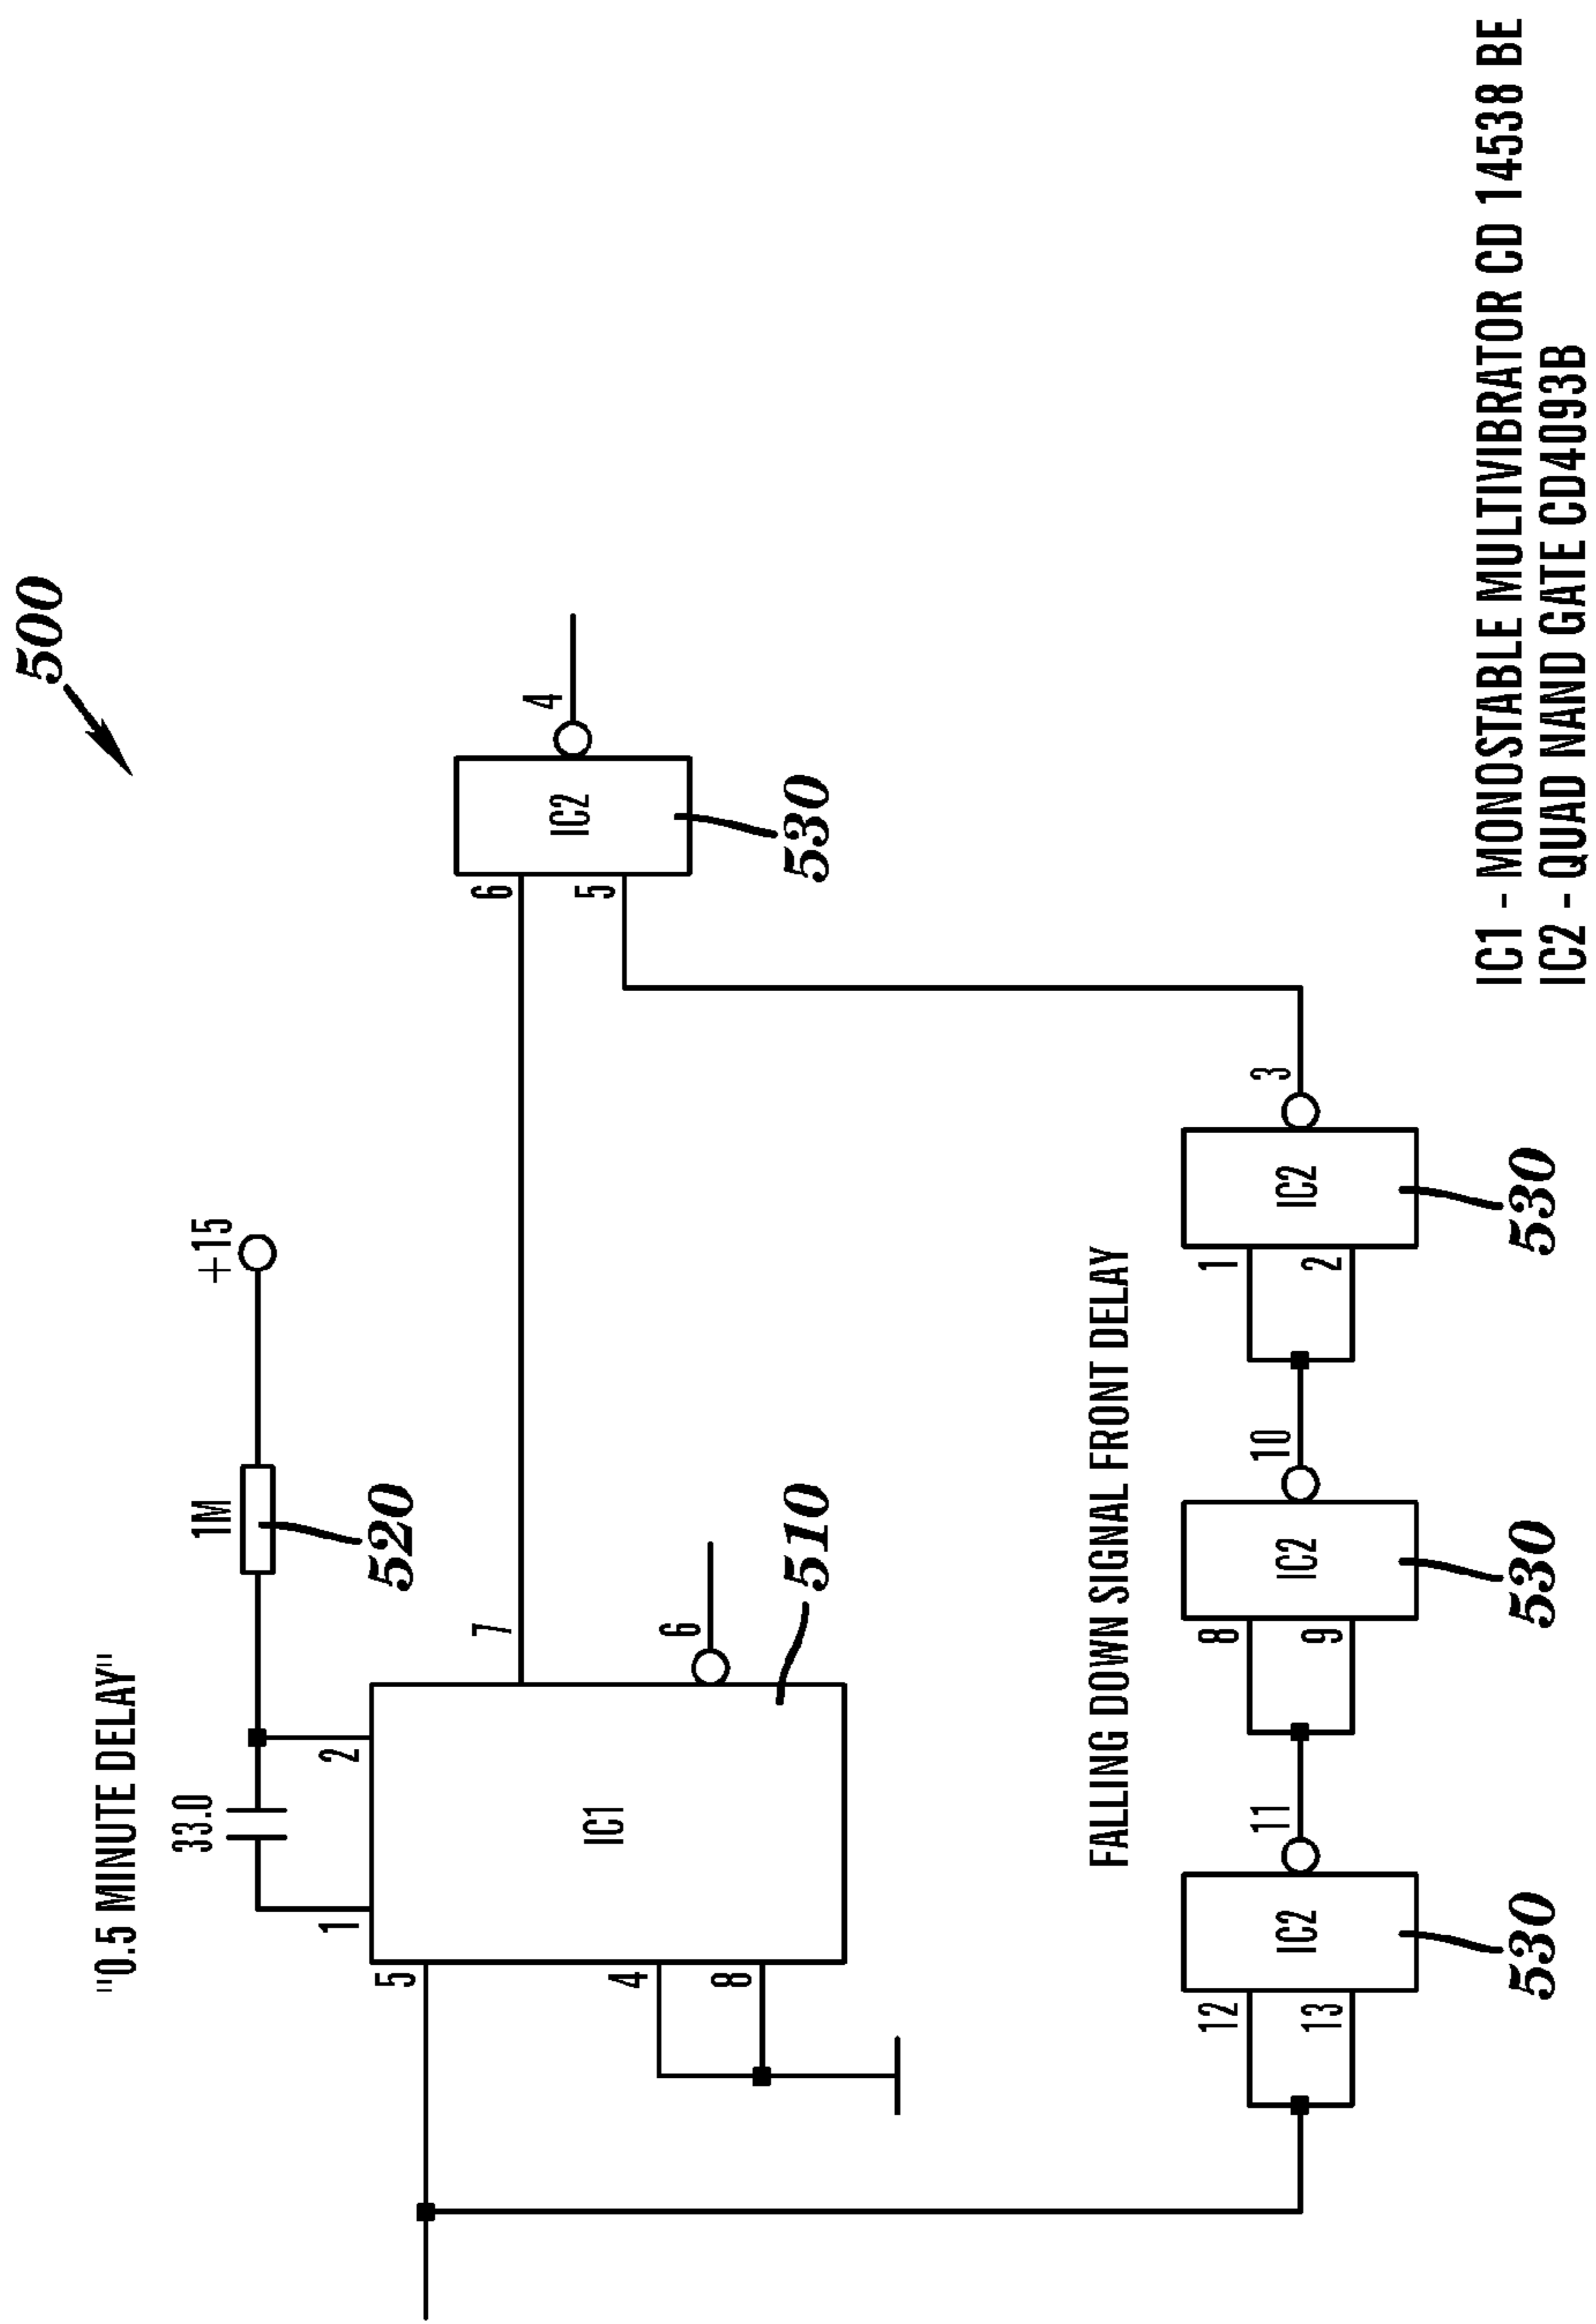 500
"0.5 MINUTE DELAY"
33.0
1M
+15
520
1
2
5
4
8
IC1
7
6
510
6
5
IC2
4
530
FALLING DOWN SIGNAL FRONT DELAY
12
13
IC2
11
530
8
9
IC2
10
530
1
2
IC2
3
530
IC1 - MONOSTABLE MULTIVIBRATOR CD 14538 BE
IC2 - QUAD NAND GATE CD4093B